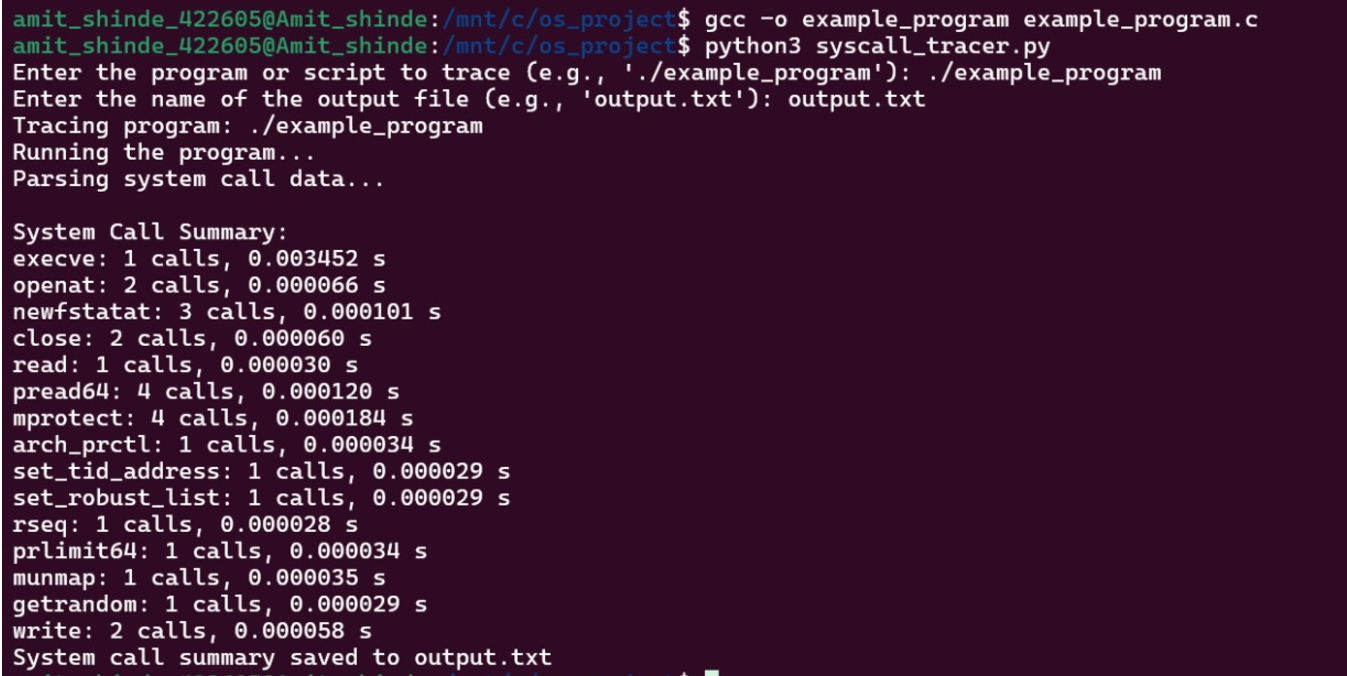 amit_shinde_422605@Amit_shinde:/mnt/c/os_project$ gcc -o example_program example_program.c
amit_shinde_422605@Amit_shinde:/mnt/c/os_project$ python3 syscall_tracer.py
Enter the program or script to trace (e.g., './example_program'): ./example_program
Enter the name of the output file (e.g., 'output.txt'): output.txt
Tracing program: ./example_program
Running the program...
Parsing system call data...
System Call Summary:
execve: 1 calls, 0.003452 s
openat: 2 calls, 0.000066 s
newfstatat: 3 calls, 0.000101 s
close: 2 calls, 0.000060 s
read: 1 calls, 0.000030 s
pread64: 4 calls, 0.000120 s
mprotect: 4 calls, 0.000184 s
arch_prctl: 1 calls, 0.000034 s
set_tid_address: 1 calls, 0.000029 s
set_robust_list: 1 calls, 0.000029 s
rseq: 1 calls, 0.000028 s
prlimit64: 1 calls, 0.000034 s
munmap: 1 calls, 0.000035 s
getrandom: 1 calls, 0.000029 s
write: 2 calls, 0.000058 s
System call summary saved to output.txt